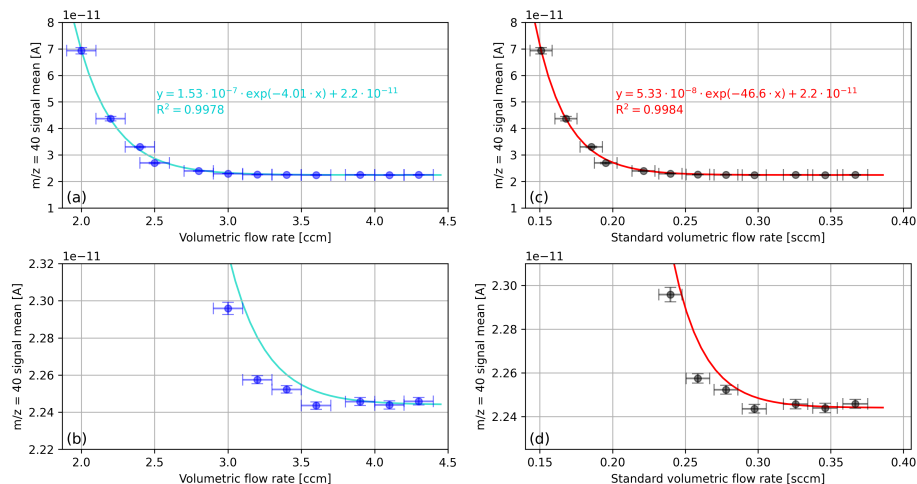 1e−11
8
7
6
5
4
3
2
1
m/z = 40 signal mean [A]
y = 1.53 · 10⁻⁷ · exp(−4.01 · x) + 2.2 · 10⁻¹¹
R² = 0.9978
(a)
2.0 2.5 3.0 3.5 4.0 4.5
Volumetric flow rate [ccm]
1e−11
8
7
6
5
4
3
2
1
m/z = 40 signal mean [A]
y = 5.33 · 10⁻⁸ · exp(−46.6 · x) + 2.2 · 10⁻¹¹
R² = 0.9984
(c)
0.15 0.20 0.25 0.30 0.35 0.40
Standard volumetric flow rate [sccm]
1e−11
2.32
2.30
2.28
2.26
2.24
2.22
m/z = 40 signal mean [A]
(b)
2.0 2.5 3.0 3.5 4.0 4.5
Volumetric flow rate [ccm]
1e−11
2.30
2.28
2.26
2.24
m/z = 40 signal mean [A]
(d)
0.15 0.20 0.25 0.30 0.35 0.40
Standard volumetric flow rate [sccm]